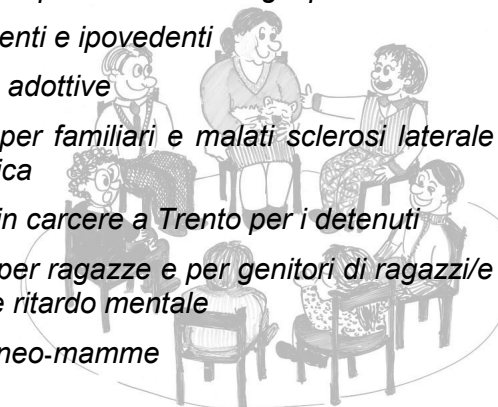 enti e ipovedenti
adottive
per familiari e malati sclerosi laterale
ica
in carcere a Trento per i detenuti
per ragazze e per genitori di ragazzi/e
e ritardo mentale
neo-mamme